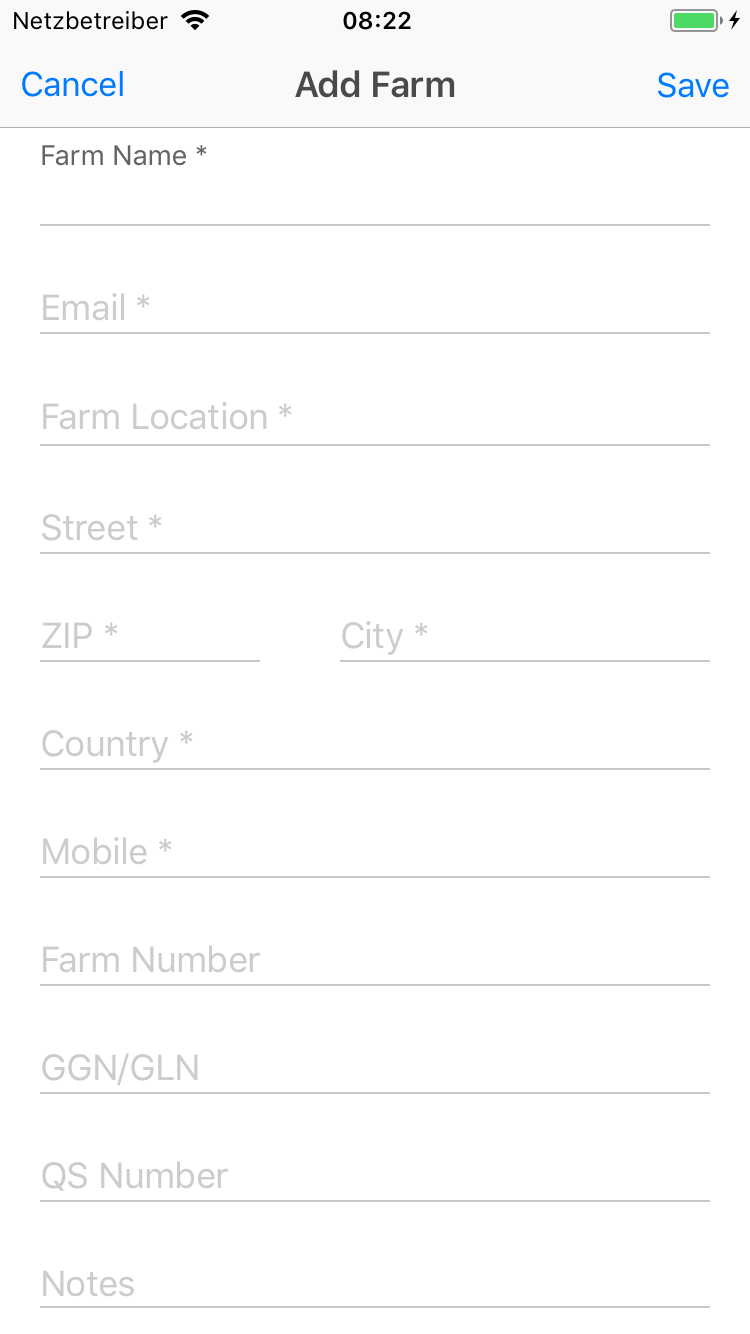 Netzbetreiber 08:22
Cancel Add Farm Save
Farm Name *
Email *
Farm Location *
Street *
ZIP * City *
Country *
Mobile *
Farm Number
GGN/GLN
QS Number
Notes